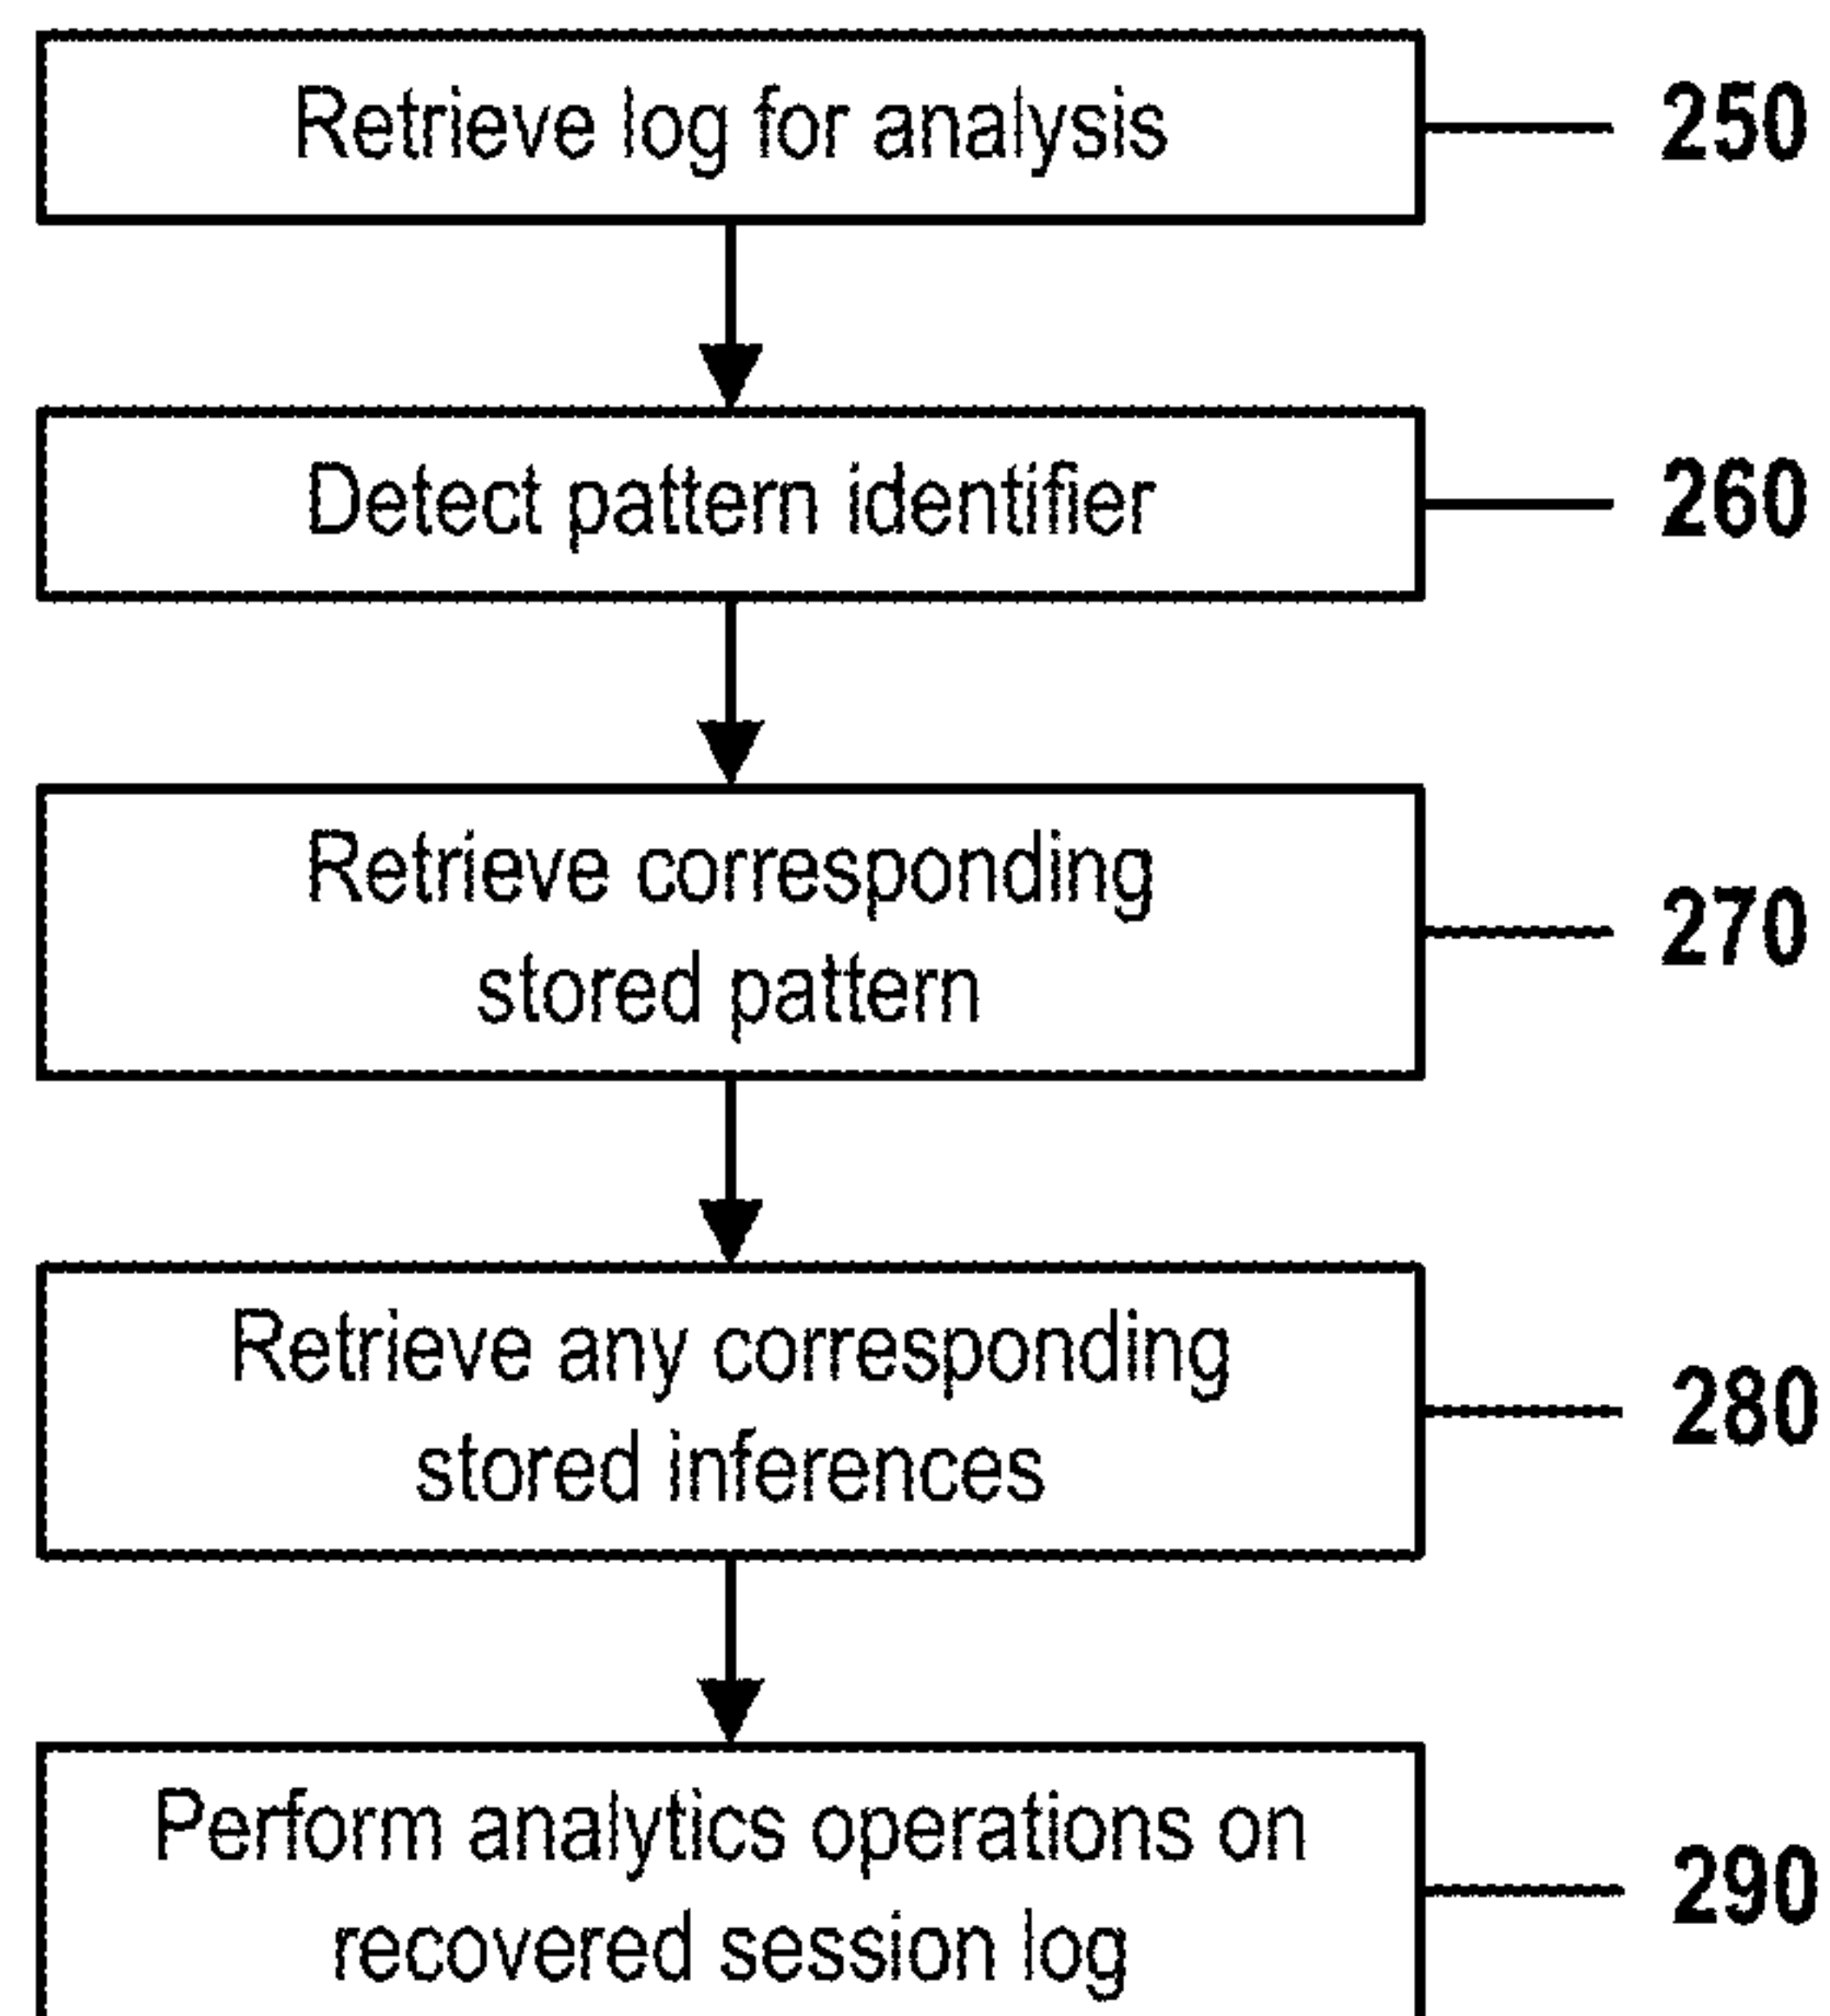 Retrieve log for analysis
250
Detect pattern identifier
260
Retrieve corresponding
stored pattern
270
Retrieve any corresponding
stored inferences
280
Perform analytics operations on
recovered session log
290